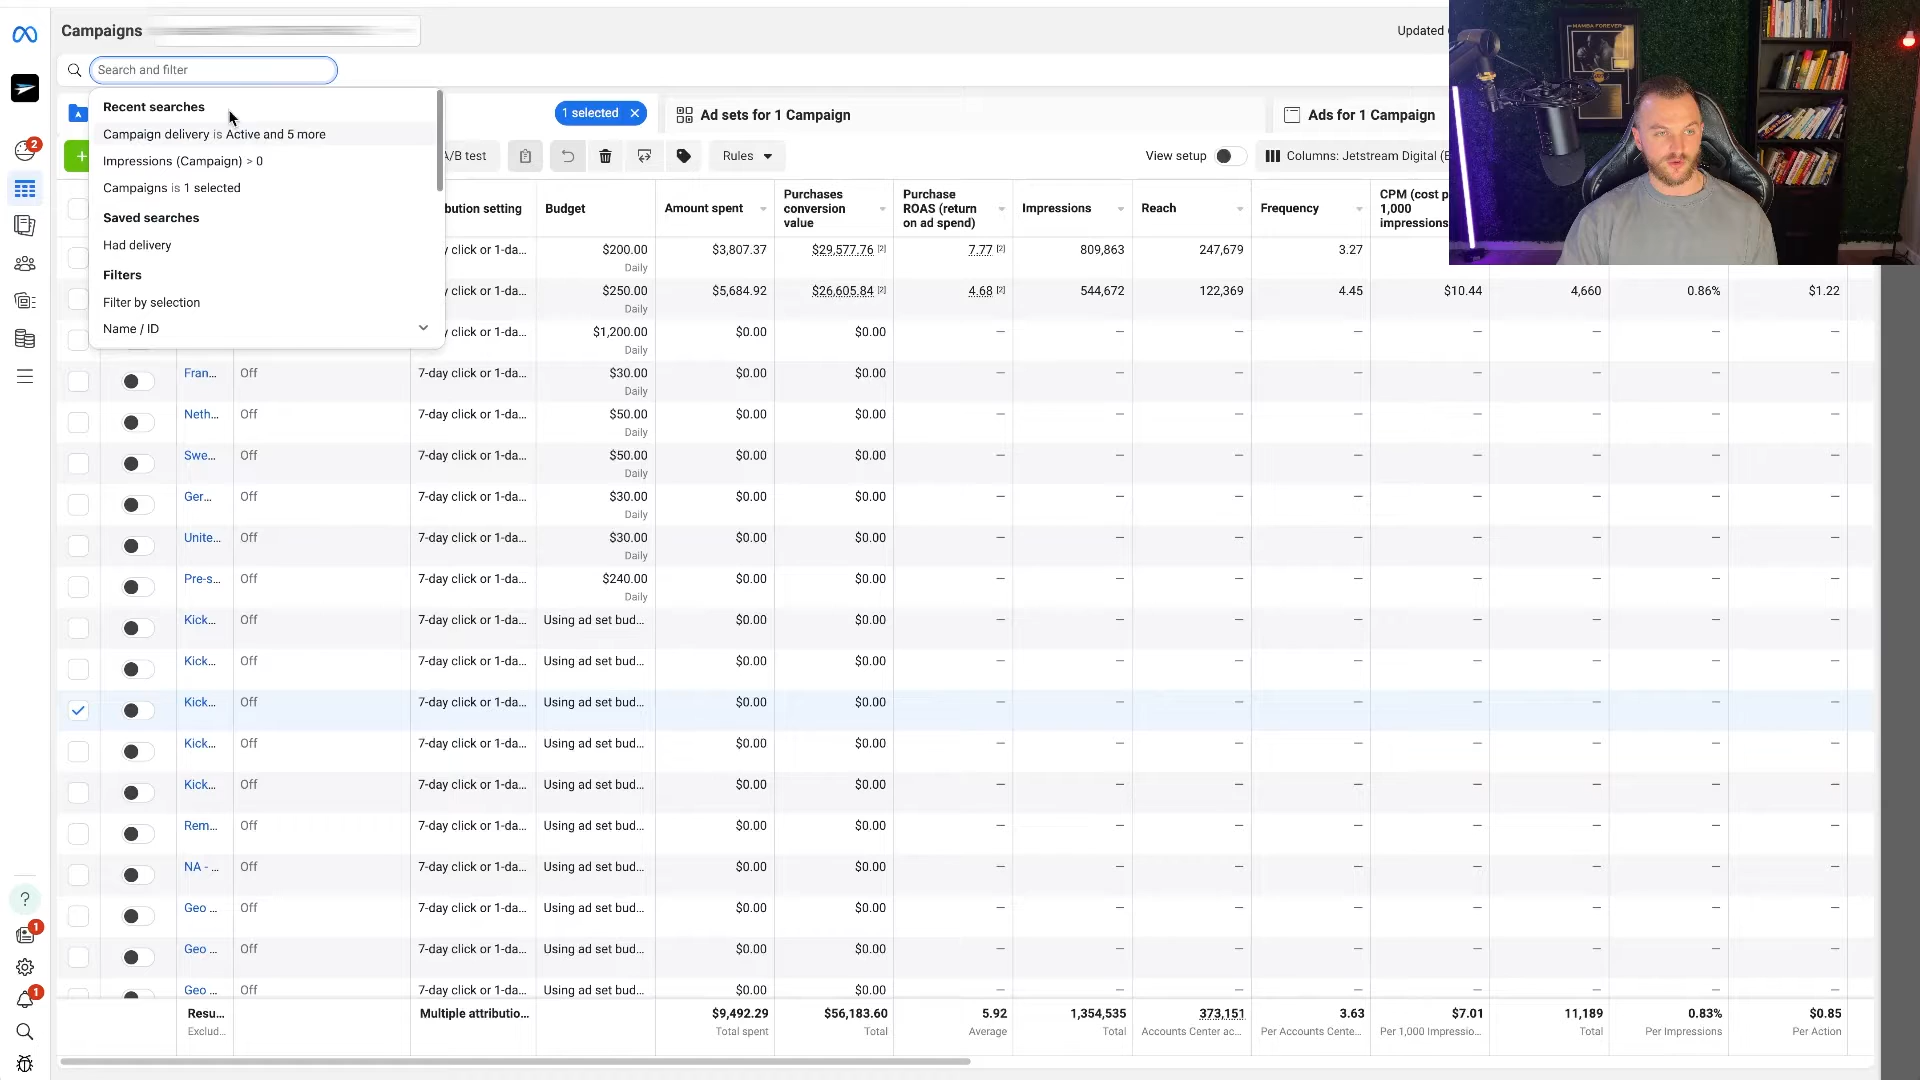 Campaigns
Updated
MAMBA FOREVER
Search and filter
Recent searches
Campaign delivery is Active and 5 more
Impressions (Campaign) > 0
Campaigns is 1 selected
Saved searches
Had delivery
Filters
Filter by selection
Name / ID
1 selected
Ad sets for 1 Campaign
Ads for 1 Campaign
2
A/B test
Rules
View setup
Columns: Jetstream Digital (E
bution setting
Budget
Amount spent
Purchases conversion value
Purchase ROAS (return on ad spend)
Impressions
Reach
Frequency
CPM (cost p
1,000
impressions
y click or 1-da... $200.00 Daily $3,807.37 $29,577.76 [2] 7.77 [2] 809,863 247,679 3.27
y click or 1-da... $250.00 Daily $5,684.92 $26,605.84 [2] 4.68 [2] 544,672 122,369 4.45 $10.44 4,660 0.86% $1.22
y click or 1-da... $1,200.00 Daily $0.00 $0.00 — — — — — — — —
Fran... Off 7-day click or 1-da... $30.00 Daily $0.00 $0.00 — — — — — — — —
Neth... Off 7-day click or 1-da... $50.00 Daily $0.00 $0.00 — — — — — — — —
Swe... Off 7-day click or 1-da... $50.00 Daily $0.00 $0.00 — — — — — — — —
Ger... Off 7-day click or 1-da... $30.00 Daily $0.00 $0.00 — — — — — — — —
Unite... Off 7-day click or 1-da... $30.00 Daily $0.00 $0.00 — — — — — — — —
Pre-s... Off 7-day click or 1-da... $240.00 Daily $0.00 $0.00 — — — — — — — —
Kick... Off 7-day click or 1-da... Using ad set bud... $0.00 $0.00 — — — — — — — —
Kick... Off 7-day click or 1-da... Using ad set bud... $0.00 $0.00 — — — — — — — —
Kick... Off 7-day click or 1-da... Using ad set bud... $0.00 $0.00 — — — — — — — —
Kick... Off 7-day click or 1-da... Using ad set bud... $0.00 $0.00 — — — — — — — —
Kick... Off 7-day click or 1-da... Using ad set bud... $0.00 $0.00 — — — — — — — —
Rem... Off 7-day click or 1-da... Using ad set bud... $0.00 $0.00 — — — — — — — —
NA - ... Off 7-day click or 1-da... Using ad set bud... $0.00 $0.00 — — — — — — — —
Geo ... Off 7-day click or 1-da... Using ad set bud... $0.00 $0.00 — — — — — — — —
Geo ... Off 7-day click or 1-da... Using ad set bud... $0.00 $0.00 — — — — — — — —
Geo ... Off 7-day click or 1-da... Using ad set bud... $0.00 $0.00 — — — — — — — —
1
1
Resu... Multiple attributio... $9,492.29 $56,183.60 5.92 1,354,535 373,151 3.63 $7.01 11,189 0.83% $0.85
Exclud... Total spent Total Average Total Accounts Center ac... Per Accounts Cente... Per 1,000 Impressio... Total Per Impressions Per Action